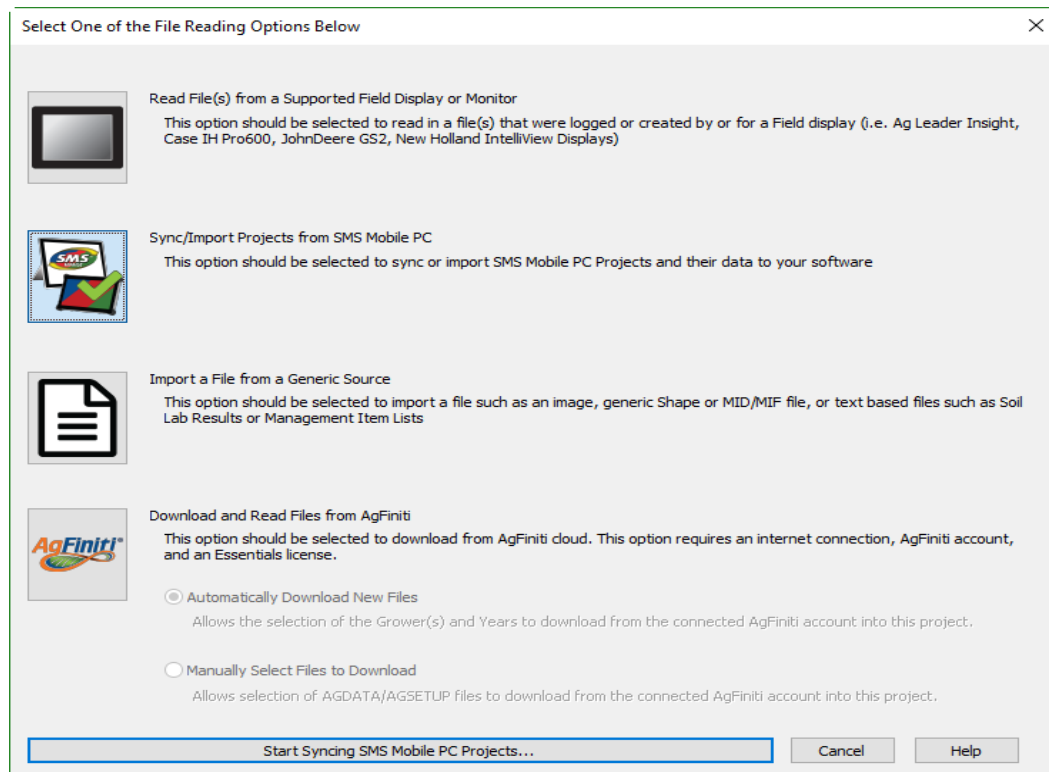 Select One of the File Reading Options Below
Read File(s) from a Supported Field Display or Monitor
This option should be selected to read in a file(s) that were logged or created by or for a Field display (i.e. Ag Leader Insight,
Case IH Pro600, JohnDeere GS2, New Holland IntelliView Displays)
SMS
Sync/Import Projects from SMS Mobile PC
This option should be selected to sync or import SMS Mobile PC Projects and their data to your software
Import a File from a Generic Source
This option should be selected to import a file such as an image, generic Shape or MID/MIF file, or text based files such as Soil
Lab Results or Management Item Lists
AgFiniti
Download and Read Files from AgFiniti
This option should be selected to download from AgFiniti cloud. This option requires an internet connection, AgFiniti account,
and an Essentials license.
Automatically Download New Files
Allows the selection of the Grower(s) and Years to download from the connected AgFiniti account into this project.
Manually Select Files to Download
Allows selection of AGDATA/AGSETUP files to download from the connected AgFiniti account into this project.
Start Syncing SMS Mobile PC Projects... Cancel Help